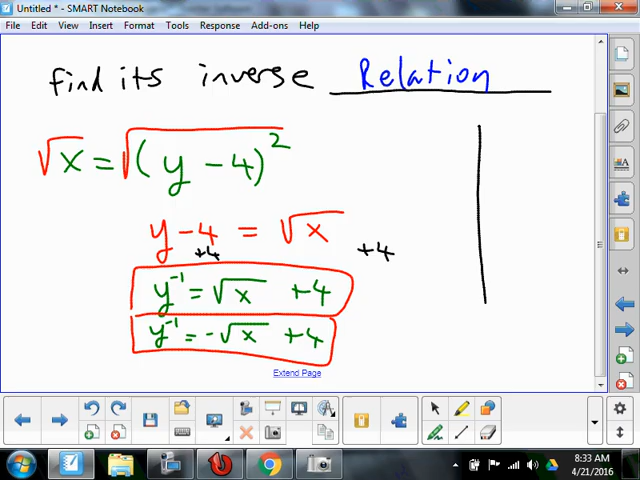 Untitled * - SMART Notebook
File Edit View Insert Format Tools Add-ons Response Math Help
find its inverse Relation
√x = √(y - 4)²
y - 4 = √x
+4 +4
y⁻¹ = √x +4
y⁻¹ = -√x +4
Extend Page
8:33 AM
4/21/2016